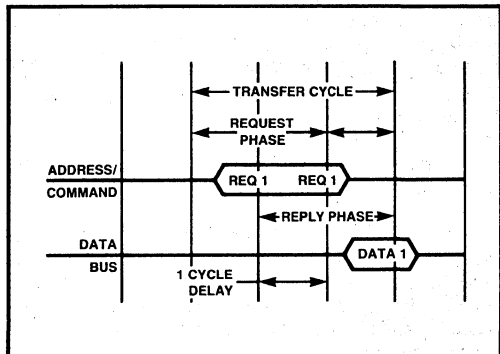 TRANSFER CYCLE
REQUEST
PHASE
ADDRESS/
COMMAND
REQ 1 REQ 1
REPLY PHASE
DATA
BUS
DATA 1
1 CYCLE
DELAY